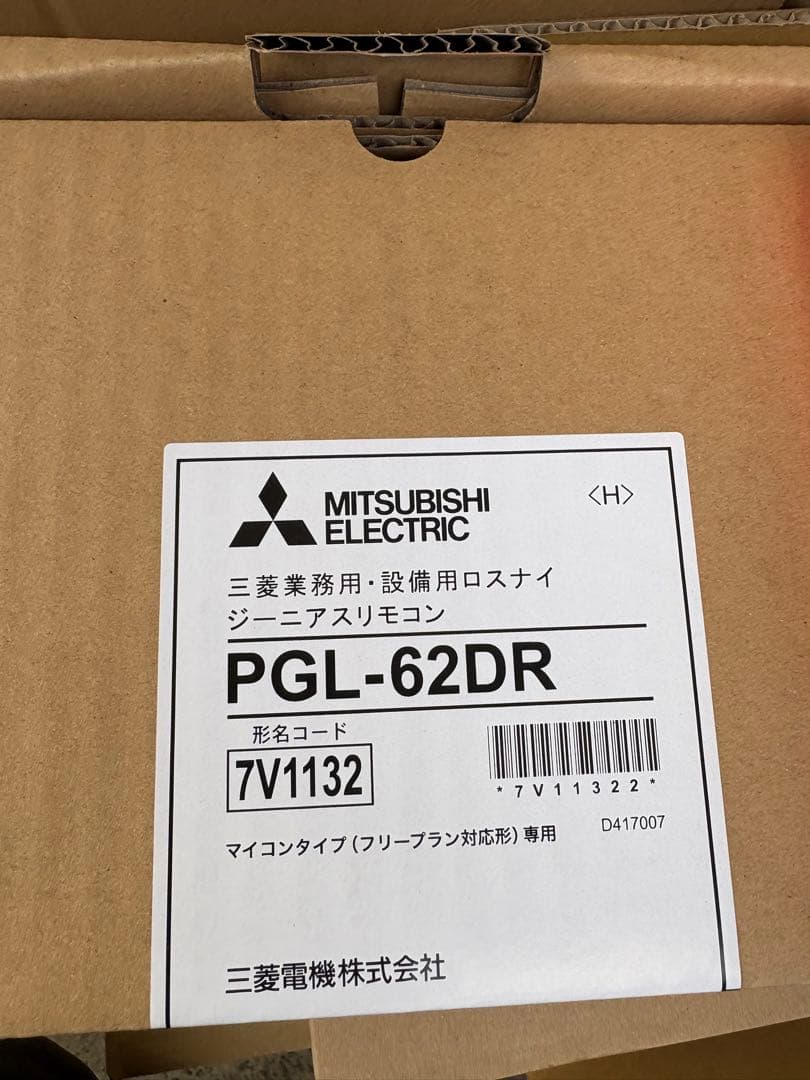 MITSUBISHI
ELECTRIC
〈H〉
三菱業務用・設備用ロスナイ
ジーニアスリモコン
PGL-62DR
形名コード
7V1132
*7V11322*
D417007
マイコンタイプ(フリープラン対応形)専用
三菱電機株式会社